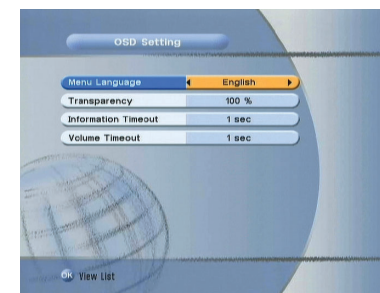 OSD Setting
Menu Language English
Transparency 100 %
Information Timeout 1 sec
Volume Timeout 1 sec
OK View List